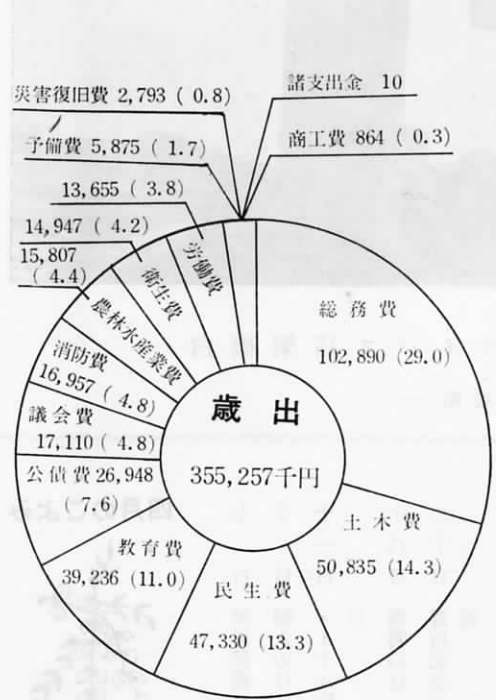 災害復旧費 2,793 ( 0.8)
諸支出金 10
予備費 5,875 ( 1.7)
商工費 864 ( 0.3)
13,655 ( 3.8)
労働費
14,947 ( 4.2)
衛生費
15,807
( 4.4)
農林水産業費
総務費
102,890 (29.0)
消防費
16,957 ( 4.8)
議会費
17,110 ( 4.8)
公債費 26,948
(7.6)
教育費
39,236 (11.0)
民生費
47,330 (13.3)
土木費
50,835 (14.3)
歳出
355,257千円